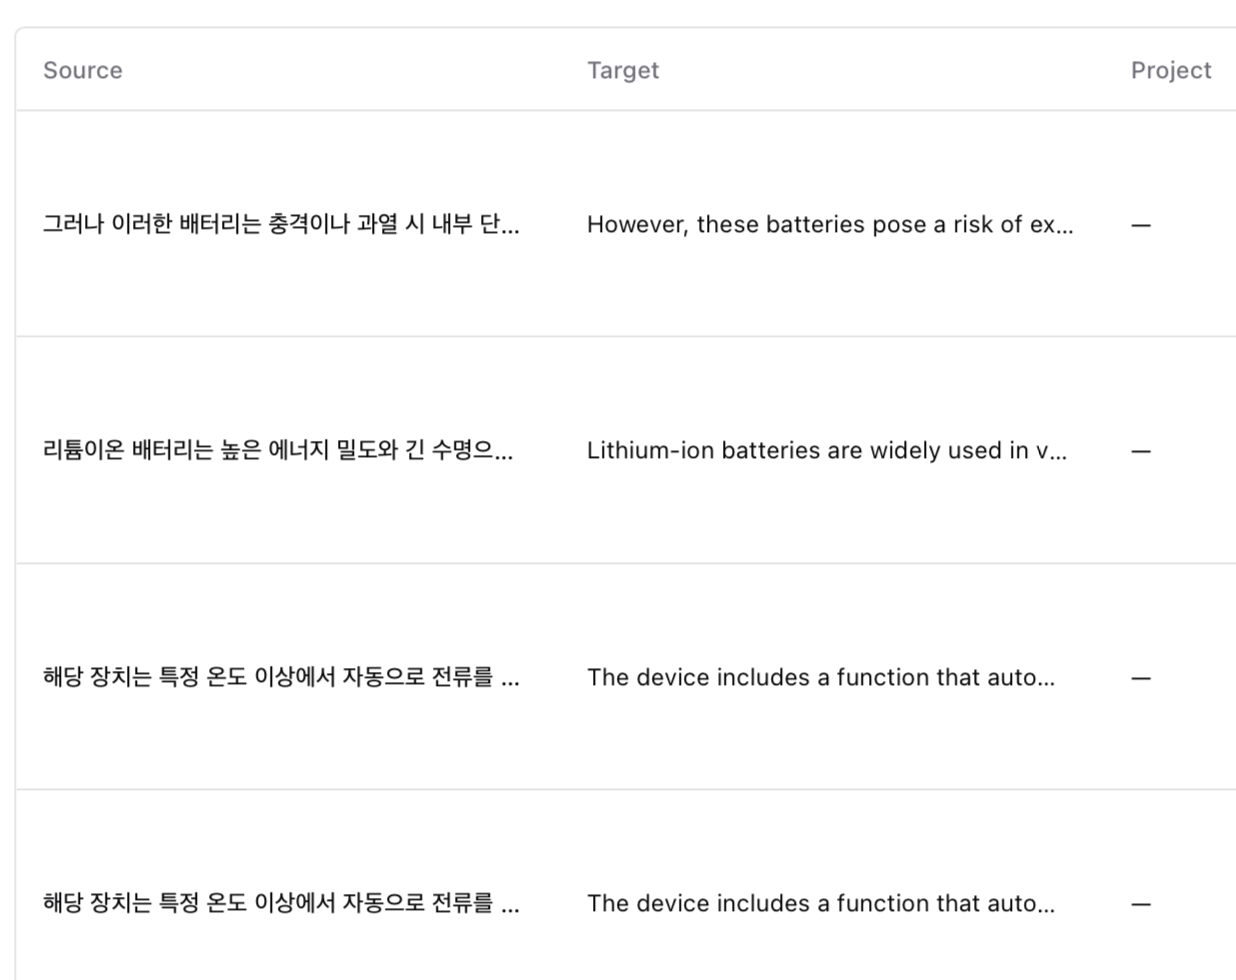 Source Target Project
그러나 이러한 배터리는 충격이나 과열 시 내부 단... However, these batteries pose a risk of ex... —
리튬이온 배터리는 높은 에너지 밀도와 긴 수명으... Lithium-ion batteries are widely used in v... —
해당 장치는 특정 온도 이상에서 자동으로 전류를 ... The device includes a function that auto... —
해당 장치는 특정 온도 이상에서 자동으로 전류를 ... The device includes a function that auto... —